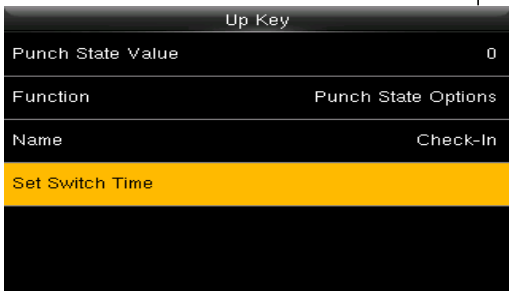 Up Key
Punch State Value 0
Function Punch State Options
Name Check-In
Set Switch Time